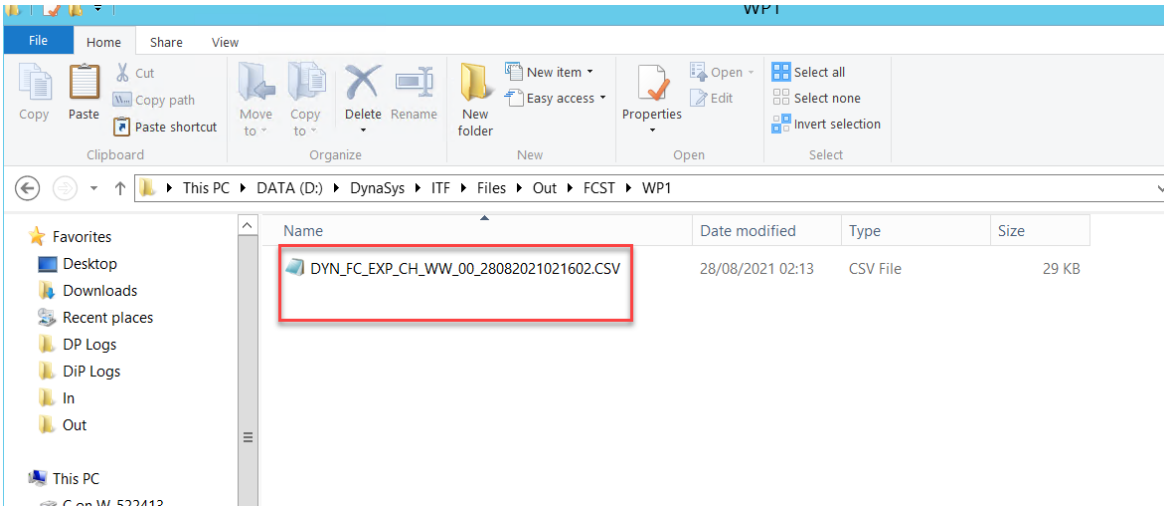 WP1
File Home Share View
Copy Paste Cut Copy path Paste shortcut
Move to Copy to Delete Rename
New folder New item Easy access
Properties Open Edit
Select all Select none Invert selection
Clipboard Organize New Open Select
This PC DATA (D:) DynaSys ITF Files Out FCST WP1
Name Date modified Type Size
DYN_FC_EXP_CH_WW_00_28082021021602.CSV 28/08/2021 02:13 CSV File 29 KB
Favorites
Desktop
Downloads
Recent places
DP Logs
DiP Logs
In
Out
This PC
C on W_522413